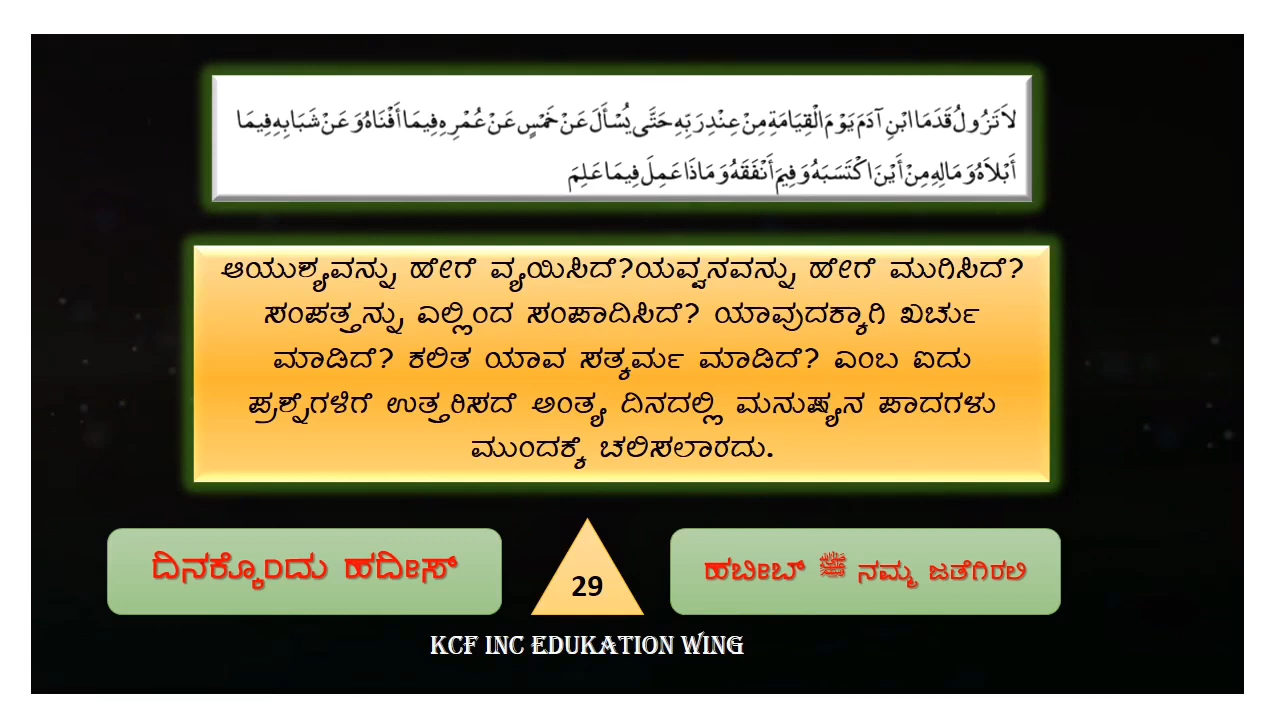 لاَ تَزُولُ قَدَمَا ابْنِ آدَمَ يَوْمَ الْقِيَامَةِ مِنْ عِنْدِ رَبِّهِ حَتَّى يُسْأَلَ عَنْ خَمْسٍ عَنْ عُمْرِهِ فِيمَا أَفْنَاهُ وَعَنْ شَبَابِهِ فِيمَا
أَبْلاَهُ وَمَالِهِ مِنْ أَيْنَ اكْتَسَبَهُ وَفِيمَ أَنْفَقَهُ وَمَاذَا عَمِلَ فِيمَا عَلِمَ
ಆಯುಶ್ಯವನ್ನು ಹೇಗೆ ವ್ಯಯಿಸಿದೆ?ಯವ್ವನವನ್ನು ಹೇಗೆ ಮುಗಿಸಿದೆ?
ಸಂಪತ್ತನ್ನು ಎಲ್ಲಿಂದ ಸಂಪಾದಿಸಿದೆ? ಯಾವುದಕ್ಕಾಗಿ ಖರ್ಚು
ಮಾಡಿದೆ? ಕಲಿತ ಯಾವ ಸತ್ಕರ್ಮ ಮಾಡಿದೆ? ಎಂಬ ಐದು
ಪ್ರಶ್ನೆಗಳಿಗೆ ಉತ್ತರಿಸದೆ ಅಂತ್ಯ ದಿನದಲ್ಲಿ ಮನುಷ್ಯನ ಪಾದಗಳು
ಮುಂದಕ್ಕೆ ಚಲಿಸಲಾರದು.
ದಿನಕ್ಕೊಂದು ಹದೀಸ್
29
ಹಬೀಬ್ ﷺ ನಮ್ಮ ಜತೆಗಿರಲಿ
KCF INC EDUKATION WING